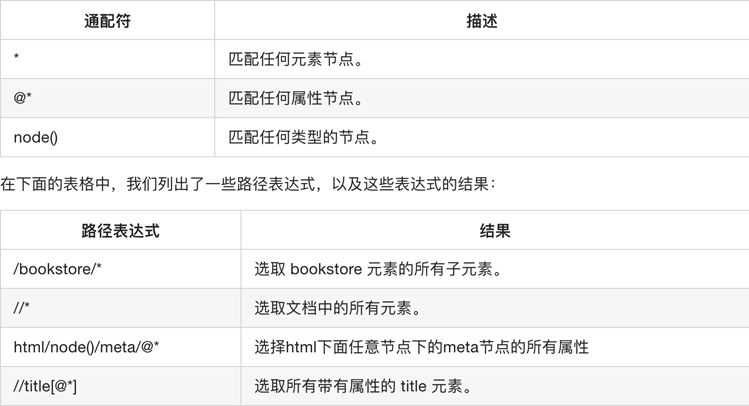 通配符 描述
* 匹配任何元素节点。
@* 匹配任何属性节点。
node() 匹配任何类型的节点。
在下面的表格中，我们列出了一些路径表达式，以及这些表达式的结果：
路径表达式 结果
/bookstore/* 选取 bookstore 元素的所有子元素。
//* 选取文档中的所有元素。
html/node()/meta/@* 选择html下面任意节点下的meta节点的所有属性
//title[@*] 选取所有带有属性的 title 元素。